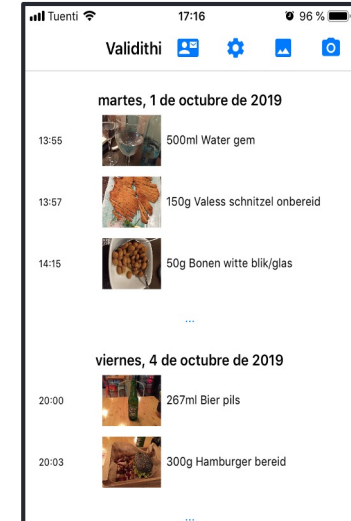 Tuenti 17:16 96 %
Validithi
martes, 1 de octubre de 2019
13:55 500ml Water gem
13:57 150g Valess schnitzel onbereid
14:15 50g Bonen witte blik/glas
...
viernes, 4 de octubre de 2019
20:00 267ml Bier pils
20:03 300g Hamburger bereid
...